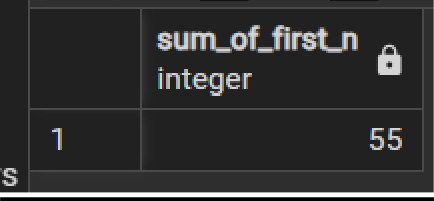 sum_of_first_n
integer
1 55